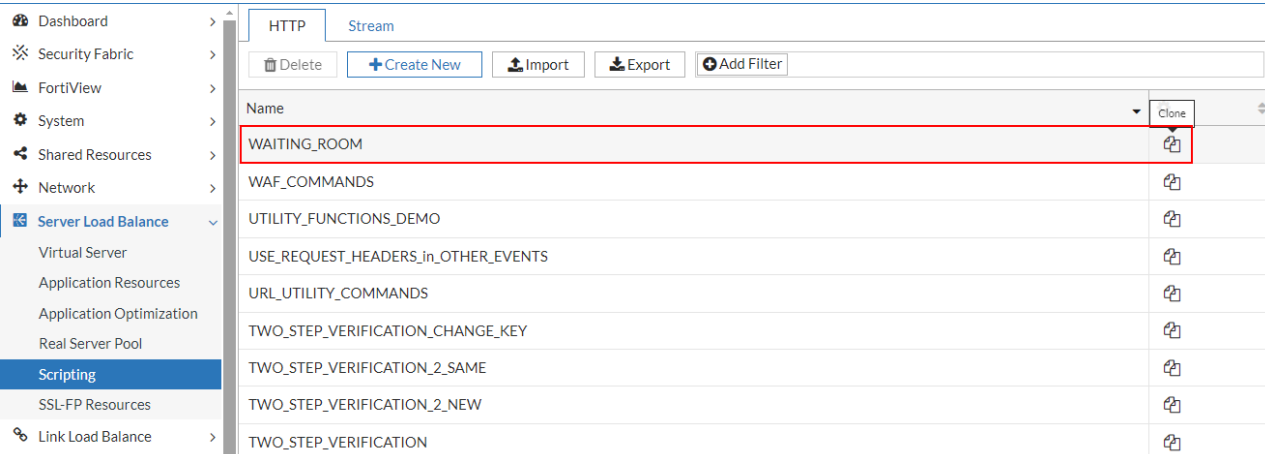 Dashboard
Security Fabric
FortiView
System
Shared Resources
Network
Server Load Balance
Virtual Server
Application Resources
Application Optimization
Real Server Pool
Scripting
SSL-FP Resources
Link Load Balance
HTTP Stream
Delete Create New Import Export Add Filter
Name
Clone
WAITING_ROOM
WAF_COMMANDS
UTILITY_FUNCTIONS_DEMO
USE_REQUEST_HEADERS_in_OTHER_EVENTS
URL_UTILITY_COMMANDS
TWO_STEP_VERIFICATION_CHANGE_KEY
TWO_STEP_VERIFICATION_2_SAME
TWO_STEP_VERIFICATION_2_NEW
TWO_STEP_VERIFICATION